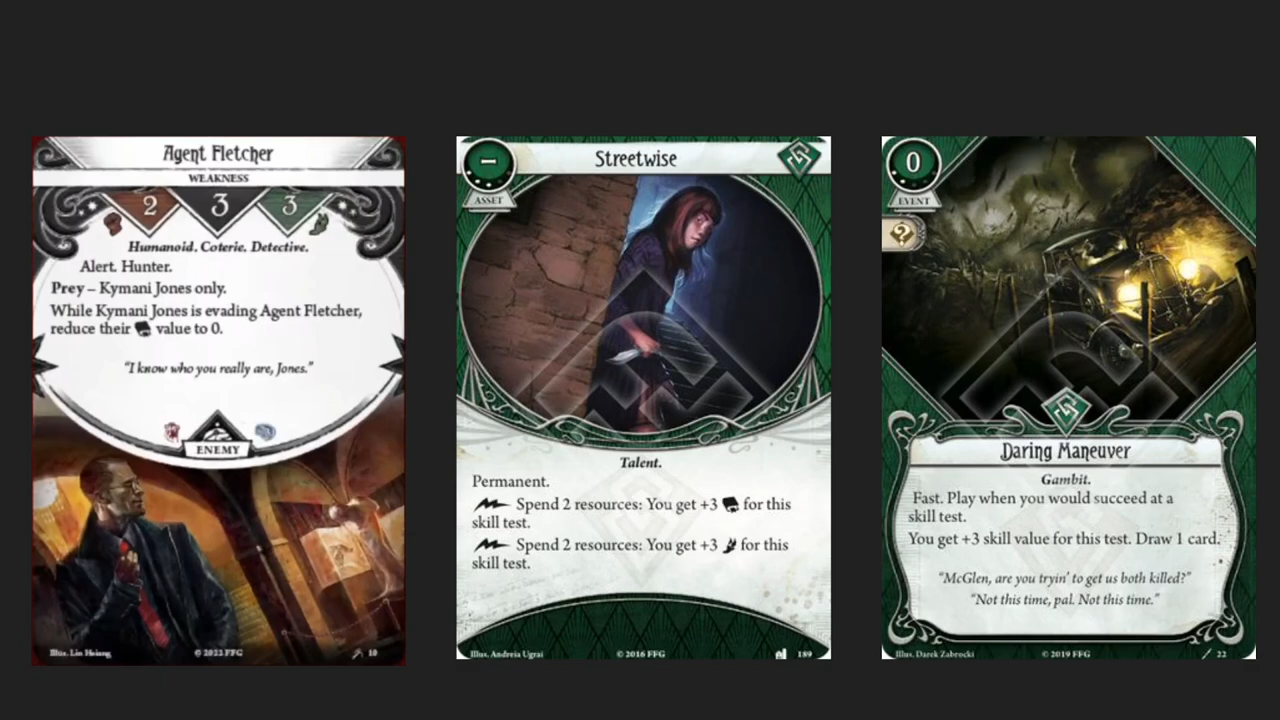 Agent Fletcher
WEAKNESS
2 3 3
Humanoid. Coterie. Detective.
Alert. Hunter.
Prey – Kymani Jones only.
While Kymani Jones is evading Agent Fletcher,
reduce their value to 0.
"I know who you really are, Jones."
ENEMY
Illus. Lin Hsiang © 2022 FFG 10
–
Streetwise
ASSET
Talent.
Permanent.
Spend 2 resources: You get +3 for this
skill test.
Spend 2 resources: You get +3 for this
skill test.
Illus. Andreia Ugrai © 2016 FFG 189
0
EVENT
?
Daring Maneuver
Gambit.
Fast. Play when you would succeed at a
skill test.
You get +3 skill value for this test. Draw 1 card.
"McGlen, are you tryin' to get us both killed?"
"Not this time, pal. Not this time."
Illus. Darek Zabrocki © 2019 FFG 22